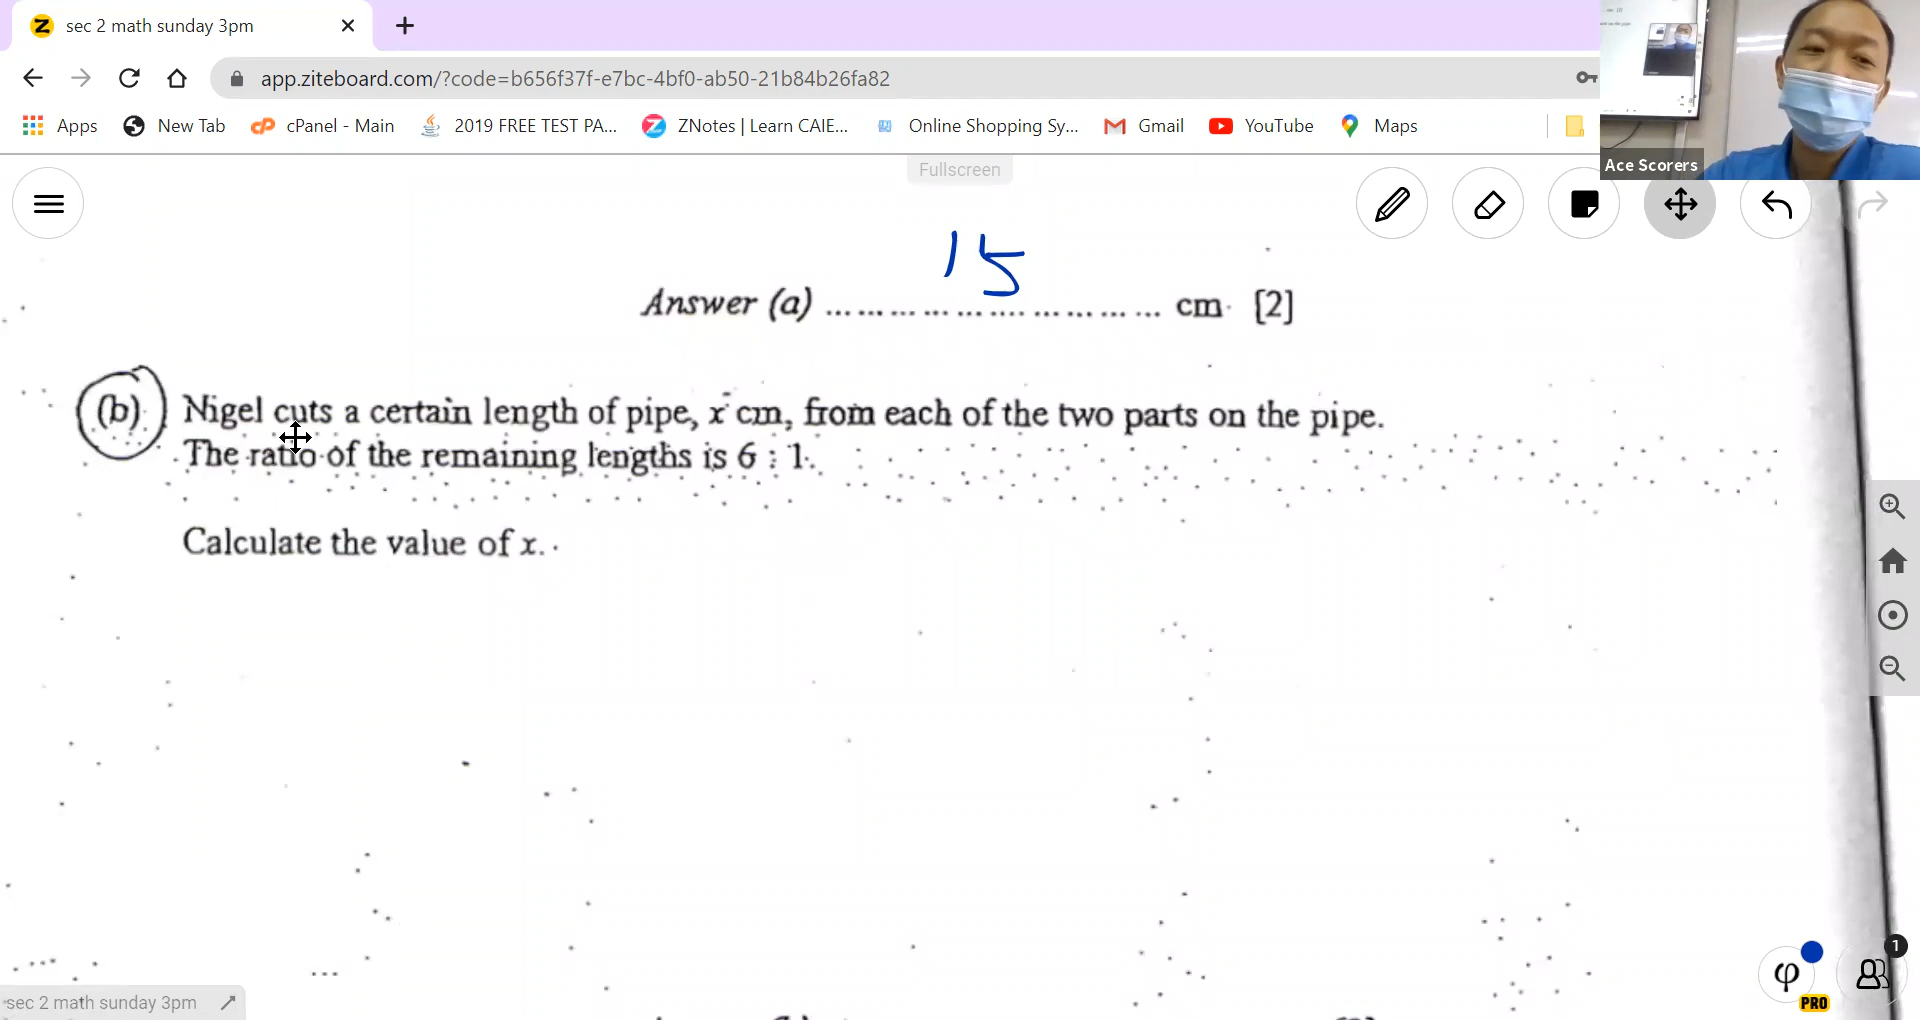 sec 2 math sunday 3pm
app.ziteboard.com/?code=b656f37f-e7bc-4bf0-ab50-21b84b26fa82
Apps New Tab cPanel - Main 2019 FREE TEST PA... ZNotes | Learn CAIE... Online Shopping Sy... Gmail YouTube Maps
Ace Scorers
Fullscreen
15
Answer (a) .................................... cm [2]
(b) Nigel cuts a certain length of pipe, x cm, from each of the two parts on the pipe.
The ratio of the remaining lengths is 6 : 1.
Calculate the value of x.
1
PRO
sec 2 math sunday 3pm